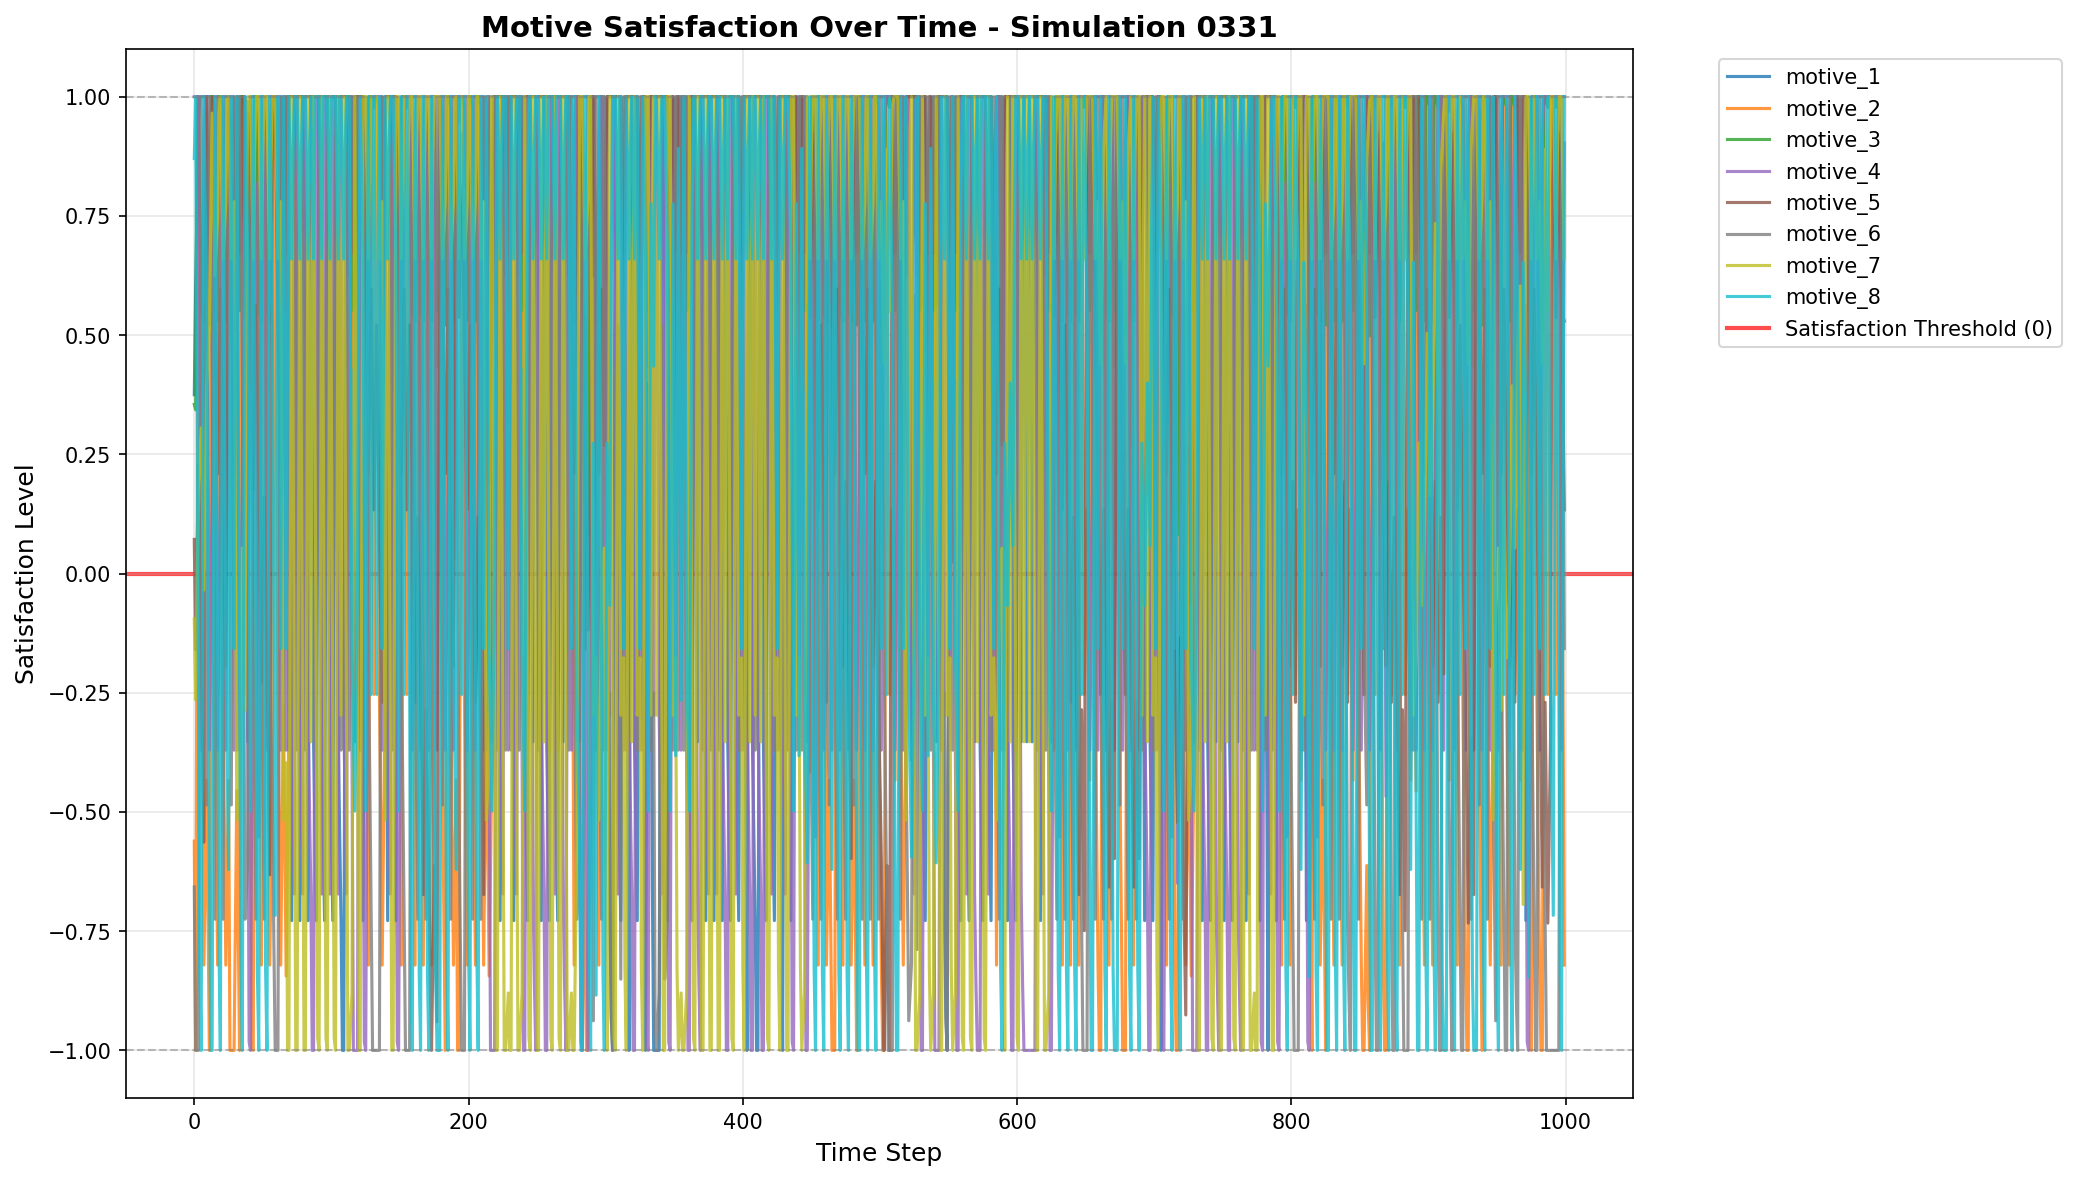 Motive Satisfaction Over Time - Simulation 0331
motive_1
motive_2
motive_3
motive_4
motive_5
motive_6
motive_7
motive_8
Satisfaction Threshold (0)
Satisfaction Level
1.00
0.75
0.50
0.25
0.00
−0.25
−0.50
−0.75
−1.00
0
200
400
600
800
1000
Time Step